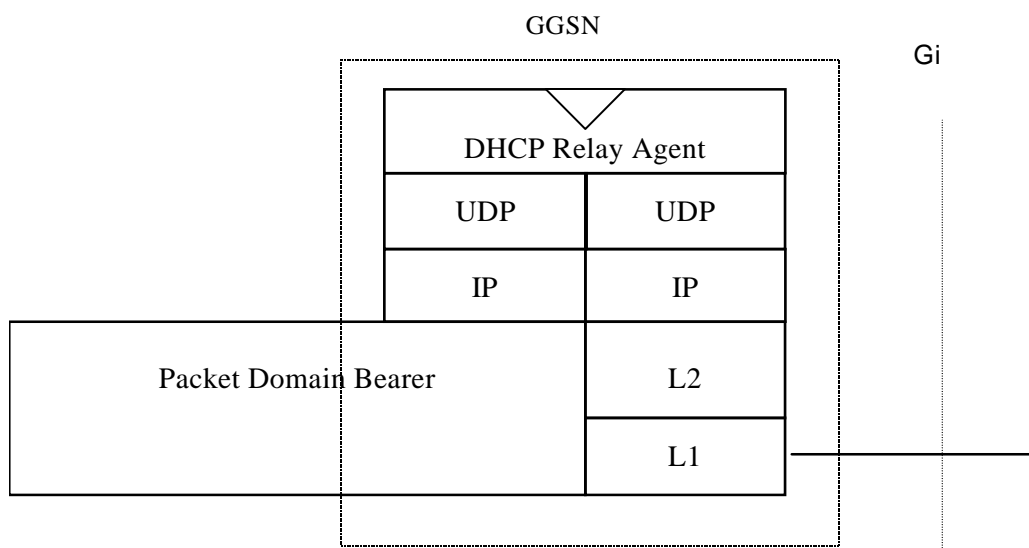 GGSN
Gi
DHCP Relay Agent
UDP UDP
IP IP
Packet Domain Bearer L2
L1